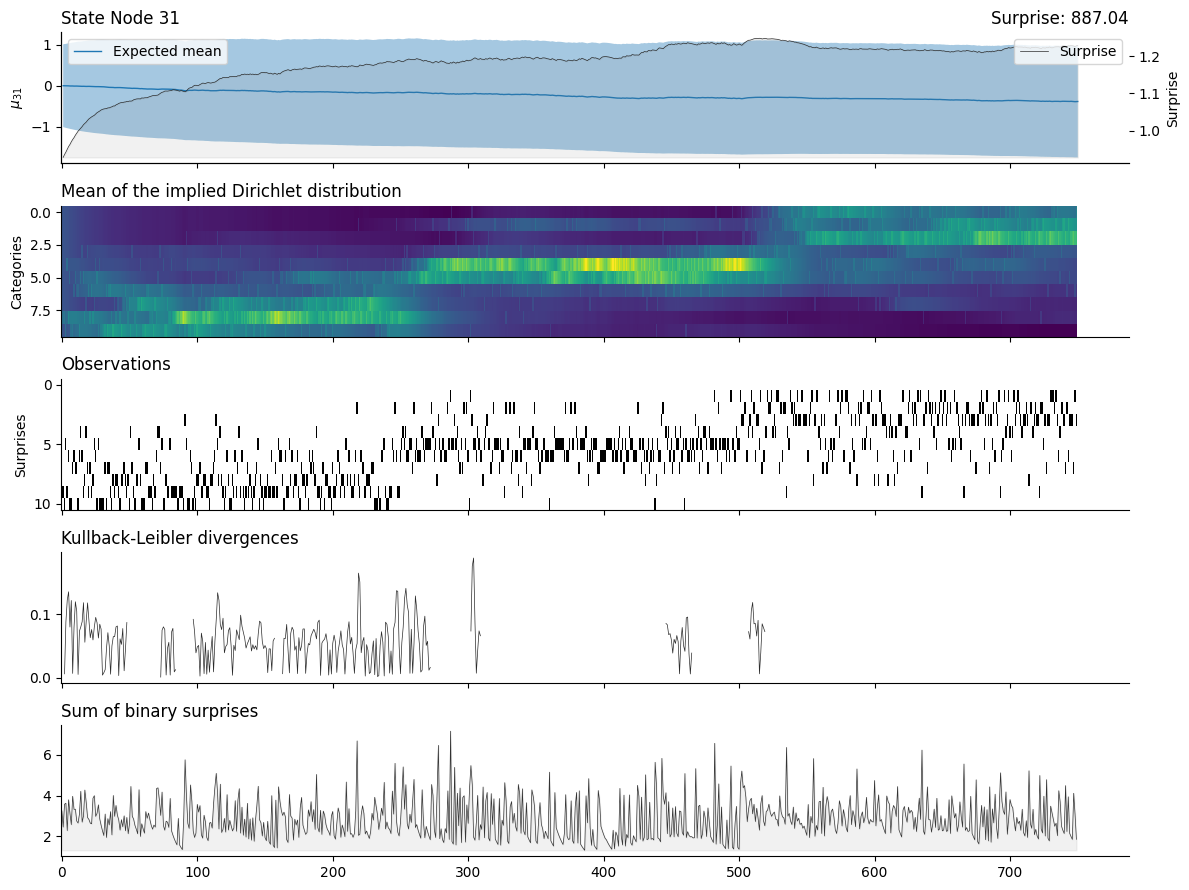 State Node 31
Surprise: 887.04
Expected mean
Surprise
1
0
−1
μ31
1.2
1.1
1.0
Surprise
Mean of the implied Dirichlet distribution
0.0
2.5
5.0
7.5
Categories
Observations
0
5
10
Surprises
Kullback-Leibler divergences
0.1
0.0
Sum of binary surprises
6
4
2
0 100 200 300 400 500 600 700